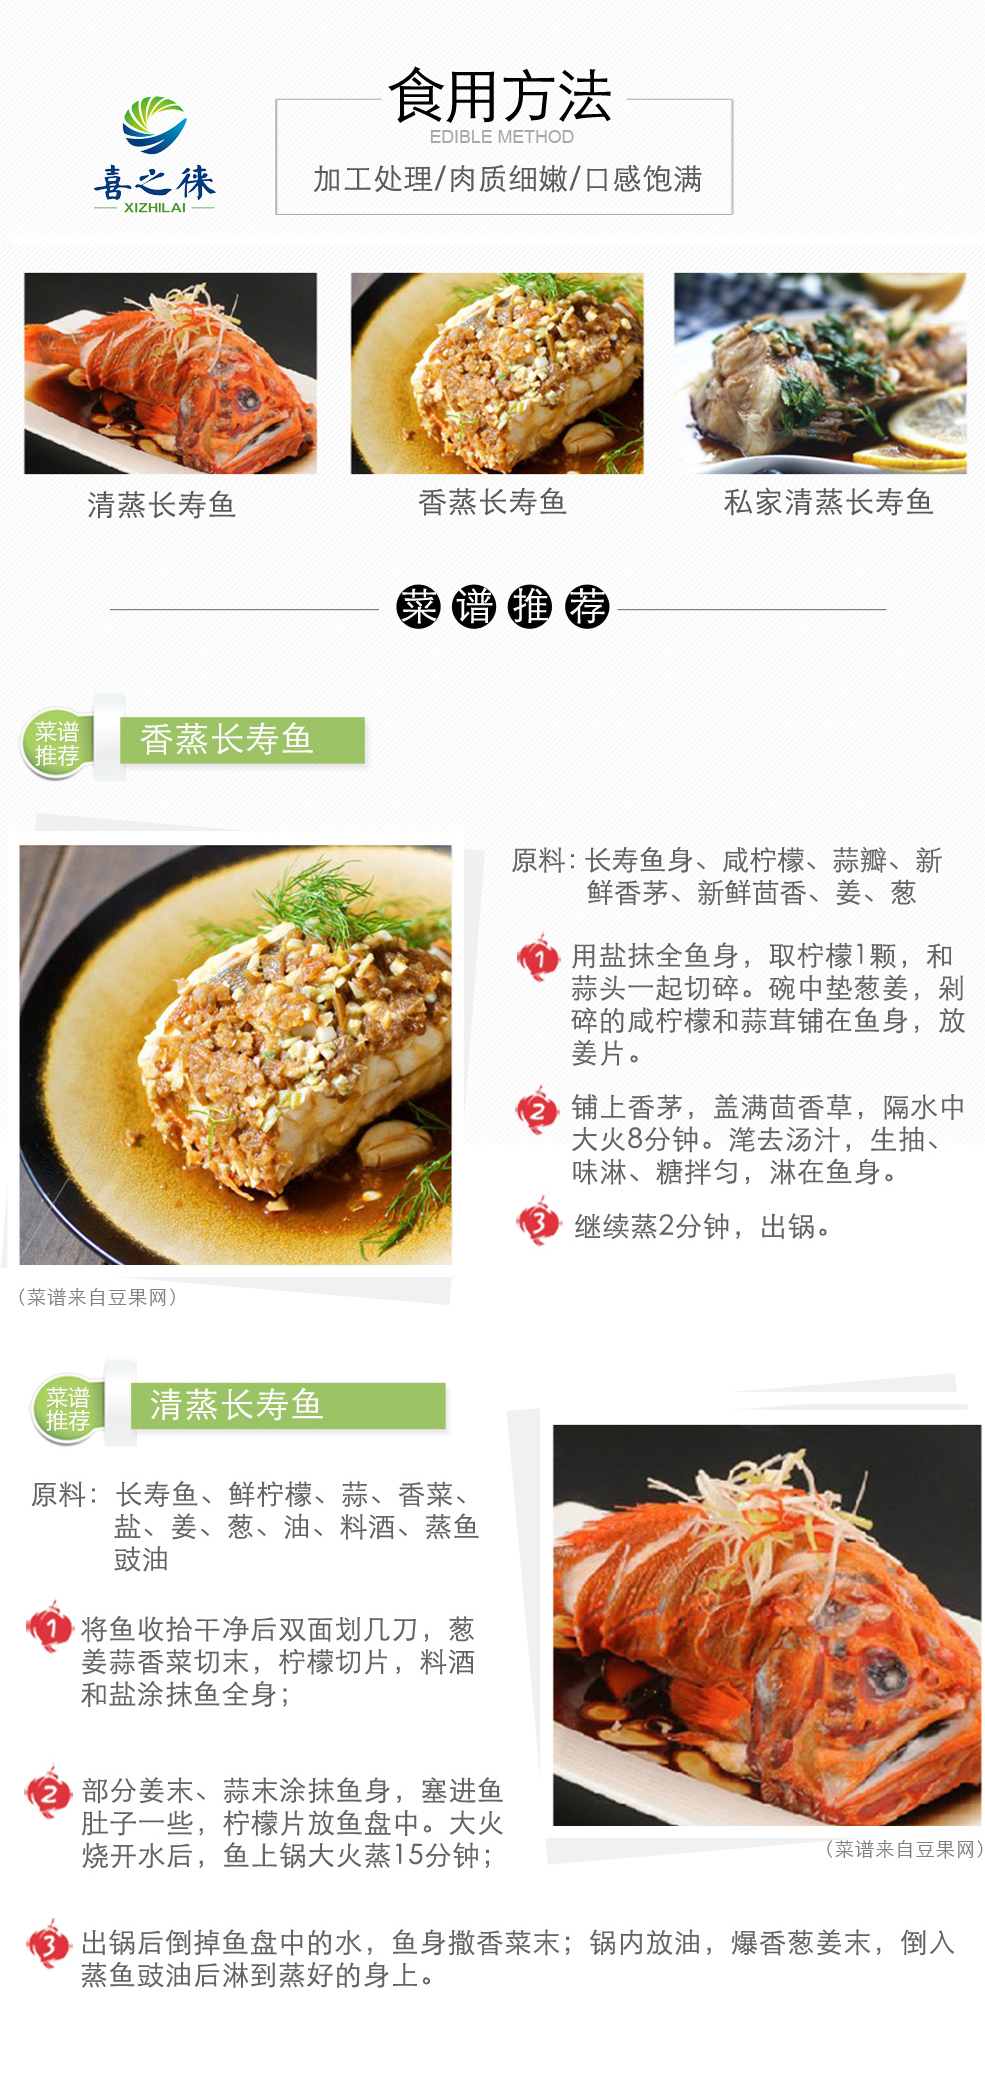 食用方法
EDIBLE METHOD
加工处理/肉质细嫩/口感饱满
喜之徕
XIZHILAI
清蒸长寿鱼
香蒸长寿鱼
私家清蒸长寿鱼
菜谱推荐
菜谱
推荐
香蒸长寿鱼
原料：长寿鱼身、咸柠檬、蒜瓣、新
鲜香茅、新鲜茴香、姜、葱
1 用盐抹全鱼身，取柠檬1颗，和
蒜头一起切碎。碗中垫葱姜，剁
碎的咸柠檬和蒜茸铺在鱼身，放
姜片。
2 铺上香茅，盖满茴香草，隔水中
大火8分钟。滗去汤汁，生抽、
味淋、糖拌匀，淋在鱼身。
3 继续蒸2分钟，出锅。
（菜谱来自豆果网）
菜谱
推荐
清蒸长寿鱼
原料： 长寿鱼、鲜柠檬、蒜、香菜、
盐、姜、葱、油、料酒、蒸鱼
豉油
1 将鱼收拾干净后双面划几刀，葱
姜蒜香菜切末，柠檬切片，料酒
和盐涂抹鱼全身；
2 部分姜末、蒜末涂抹鱼身，塞进鱼
肚子一些，柠檬片放鱼盘中。大火
烧开水后，鱼上锅大火蒸15分钟；
（菜谱来自豆果网）
3 出锅后倒掉鱼盘中的水，鱼身撒香菜末；锅内放油，爆香葱姜末，倒入
蒸鱼豉油后淋到蒸好的身上。